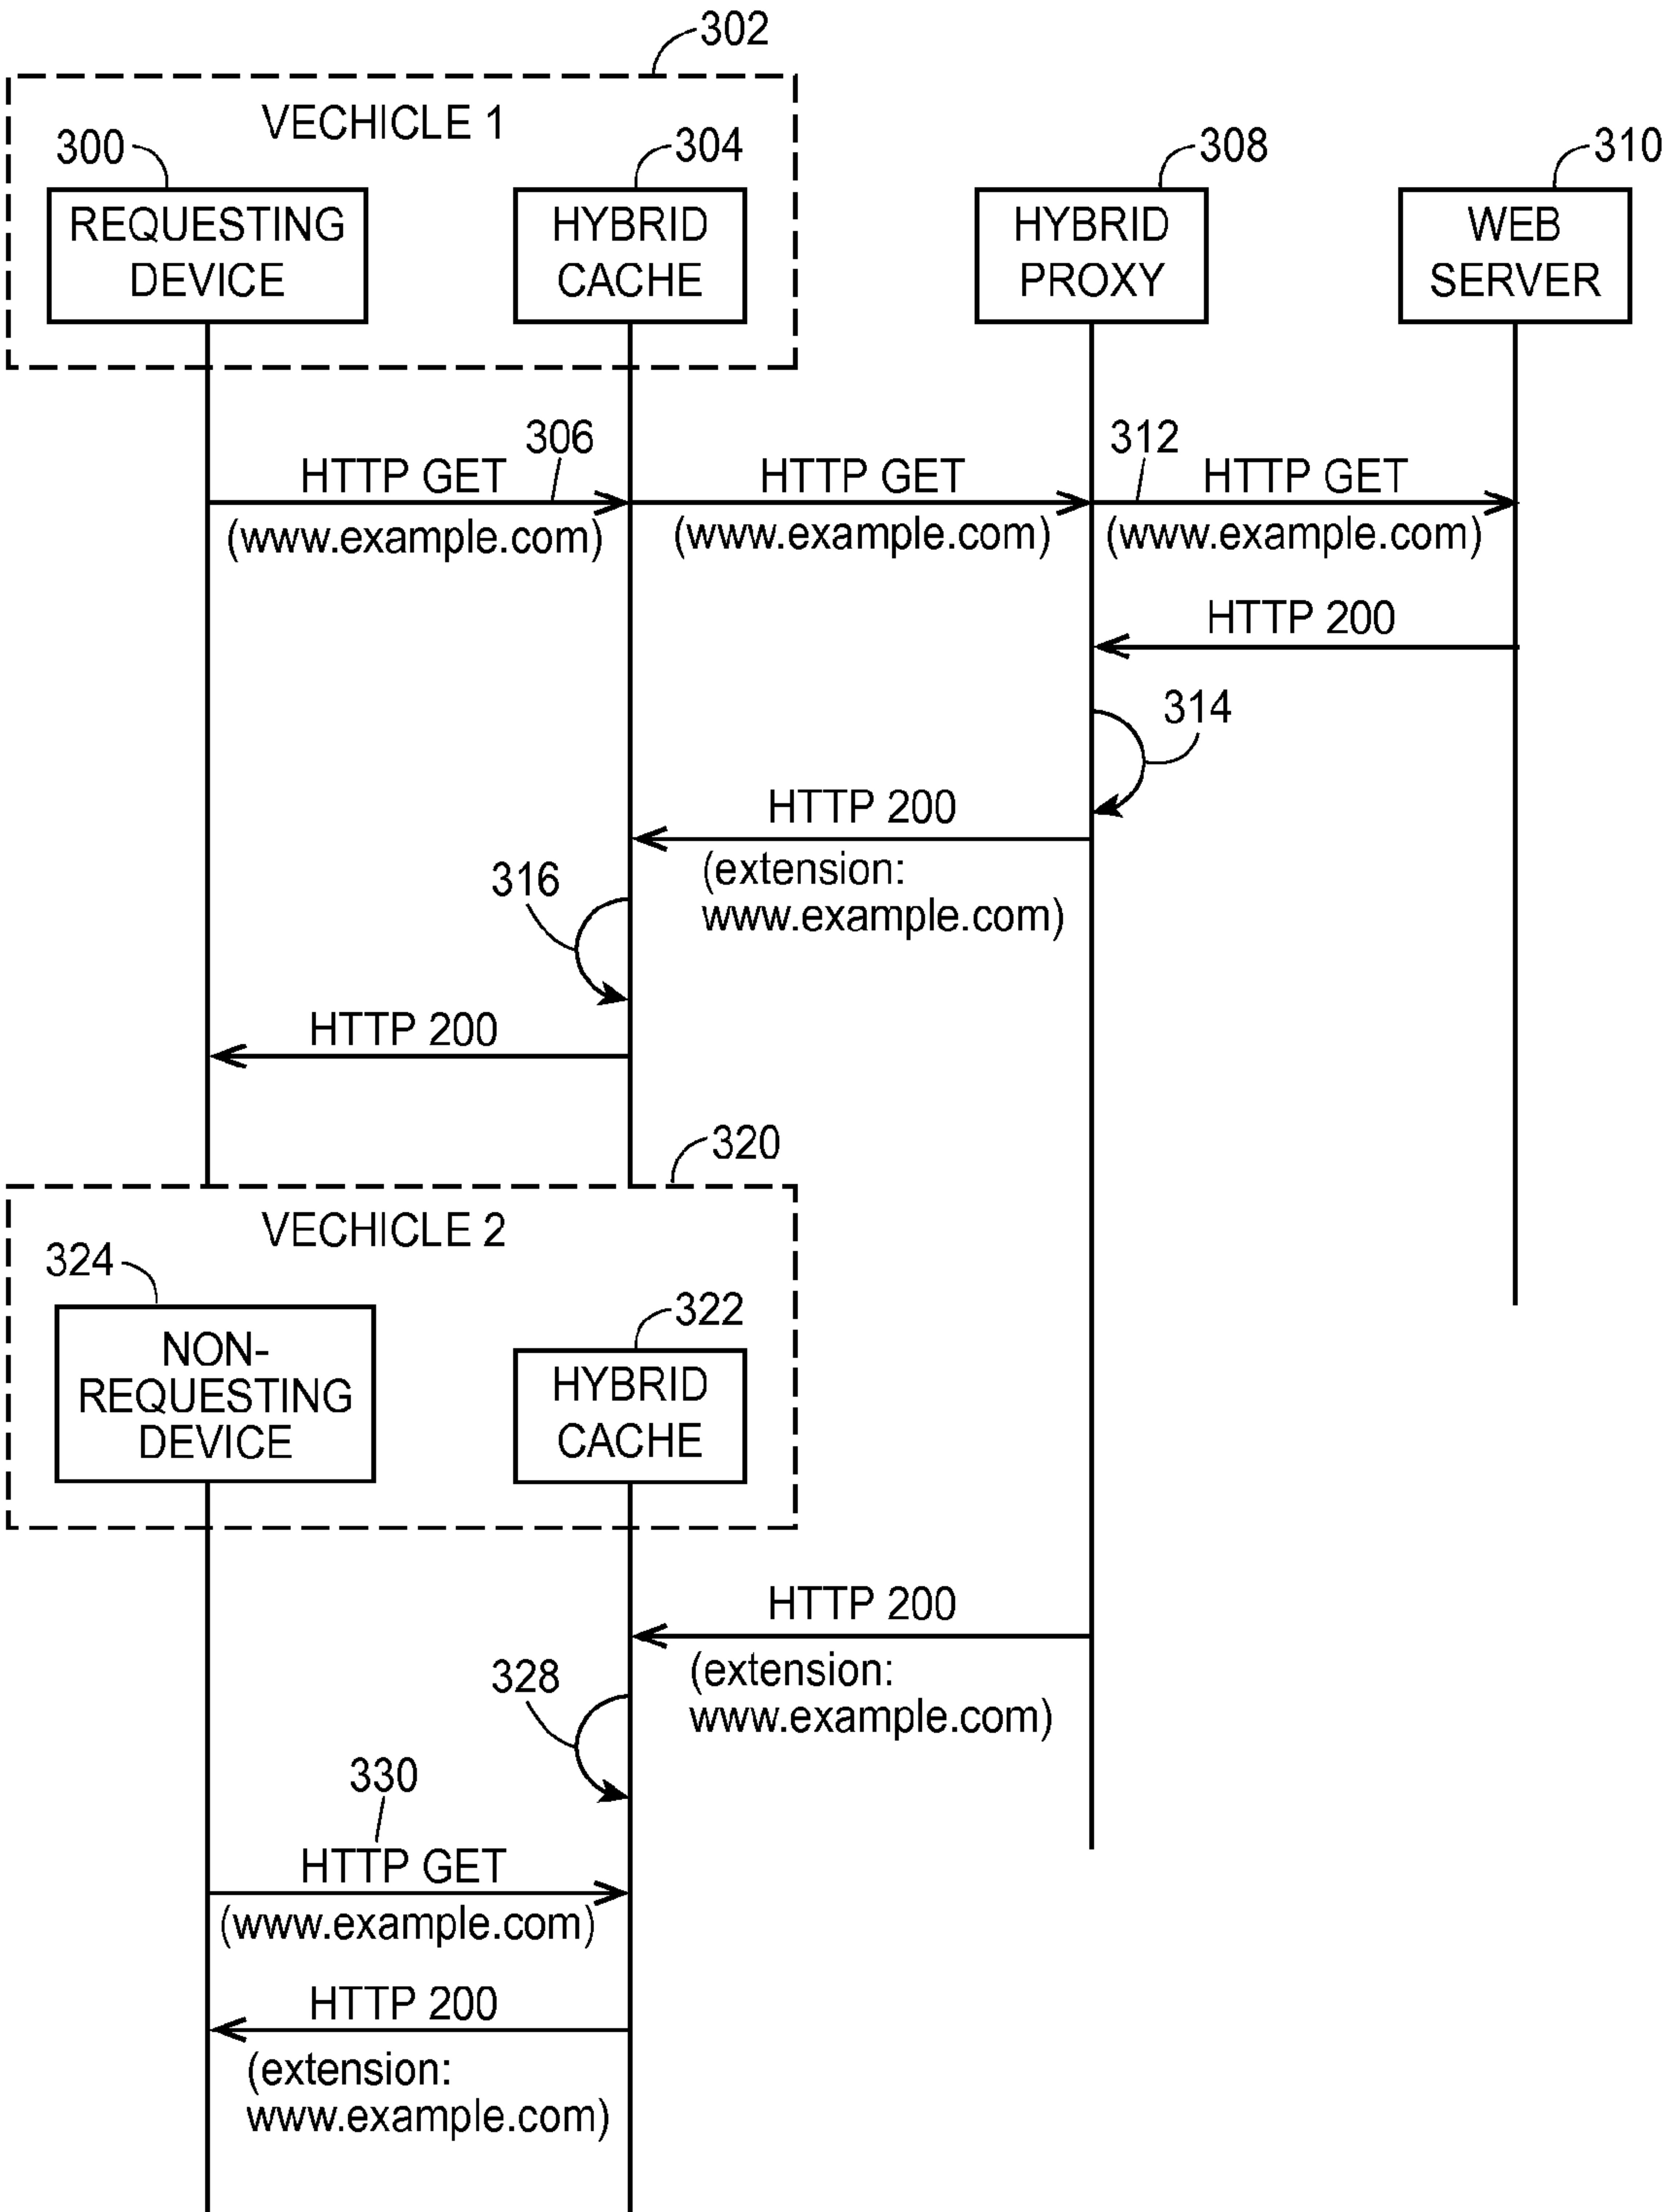 302
VECHICLE 1
300
304
308
310
REQUESTING
DEVICE
HYBRID
CACHE
HYBRID
PROXY
WEB
SERVER
306
312
HTTP GET
(www.example.com)
HTTP GET
(www.example.com)
HTTP GET
(www.example.com)
HTTP 200
314
HTTP 200
(extension:
www.example.com)
316
HTTP 200
320
VECHICLE 2
324
322
NON-
REQUESTING
DEVICE
HYBRID
CACHE
HTTP 200
(extension:
www.example.com)
328
330
HTTP GET
(www.example.com)
HTTP 200
(extension:
www.example.com)